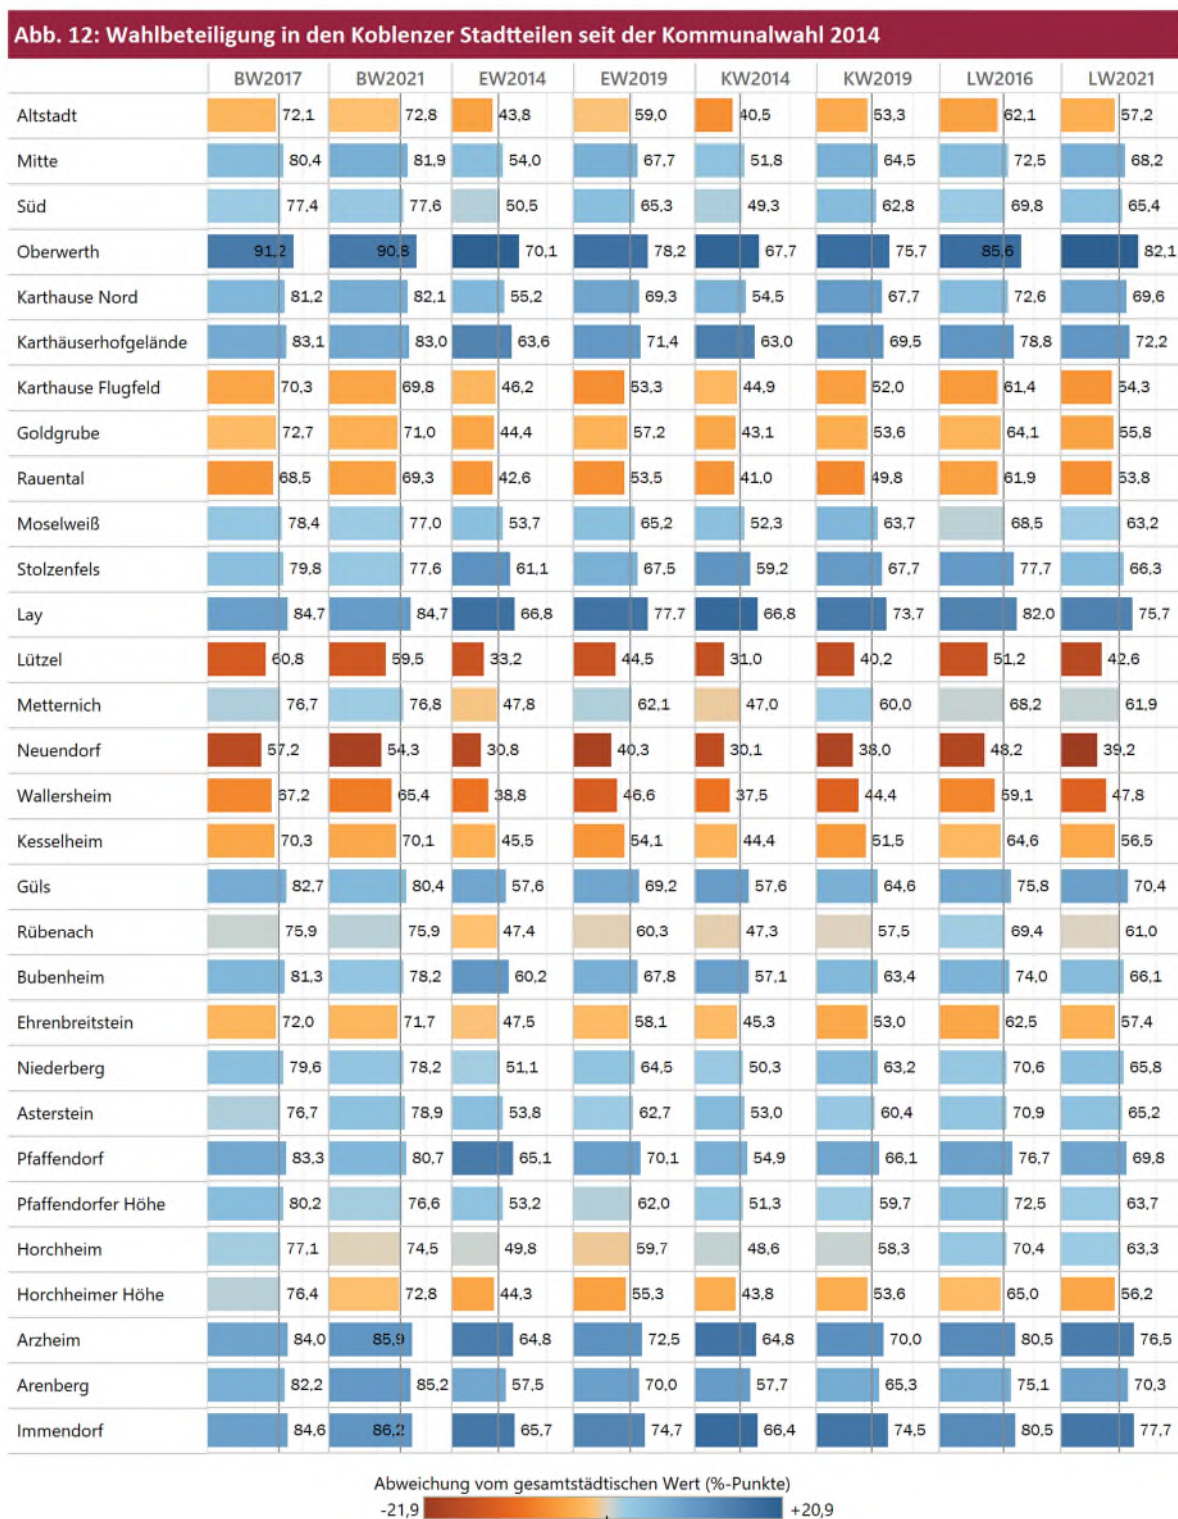 Abb. 12: Wahlbeteiligung in den Koblenzer Stadtteilen seit der Kommunalwahl 2014
BW2017 BW2021 EW2014 EW2019 KW2014 KW2019 LW2016 LW2021
Altstadt 72,1 72,8 43,8 59,0 40,5 53,3 62,1 57,2
Mitte 80,4 81,9 54,0 67,7 51,8 64,5 72,5 68,2
Süd 77,4 77,6 50,5 65,3 49,3 62,8 69,8 65,4
Oberwerth 91,2 90,8 70,1 78,2 67,7 75,7 85,6 82,1
Karthause Nord 81,2 82,1 55,2 69,3 54,5 67,7 72,6 69,6
Karthäuserhofgelände 83,1 83,0 63,6 71,4 63,0 69,5 78,8 72,2
Karthause Flugfeld 70,3 69,8 46,2 53,3 44,9 52,0 61,4 54,3
Goldgrube 72,7 71,0 44,4 57,2 43,1 53,6 64,1 55,8
Rauental 68,5 69,3 42,6 53,5 41,0 49,8 61,9 53,8
Moselweiß 78,4 77,0 53,7 65,2 52,3 63,7 68,5 63,2
Stolzenfels 79,8 77,6 61,1 67,5 59,2 67,7 77,7 66,3
Lay 84,7 84,7 66,8 77,7 66,8 73,7 82,0 75,7
Lützel 60,8 59,5 33,2 44,5 31,0 40,2 51,2 42,6
Metternich 76,7 76,8 47,8 62,1 47,0 60,0 68,2 61,9
Neuendorf 57,2 54,3 30,8 40,3 30,1 38,0 48,2 39,2
Wallersheim 67,2 65,4 38,8 46,6 37,5 44,4 59,1 47,8
Kesselheim 70,3 70,1 45,5 54,1 44,4 51,5 64,6 56,5
Güls 82,7 80,4 57,6 69,2 57,6 64,6 75,8 70,4
Rübenach 75,9 75,9 47,4 60,3 47,3 57,5 69,4 61,0
Bubenheim 81,3 78,2 60,2 67,8 57,1 63,4 74,0 66,1
Ehrenbreitstein 72,0 71,7 47,5 58,1 45,3 53,0 62,5 57,4
Niederberg 79,6 78,2 51,1 64,5 50,3 63,2 70,6 65,8
Asterstein 76,7 78,9 53,8 62,7 53,0 60,4 70,9 65,2
Pfaffendorf 83,3 80,7 65,1 70,1 54,9 66,1 76,7 69,8
Pfaffendorfer Höhe 80,2 76,6 53,2 62,0 51,3 59,7 72,5 63,7
Horchheim 77,1 74,5 49,8 59,7 48,6 58,3 70,4 63,3
Horchheimer Höhe 76,4 72,8 44,3 55,3 43,8 53,6 65,0 56,2
Arzheim 84,0 85,9 64,8 72,5 64,8 70,0 80,5 76,5
Arenberg 82,2 85,2 57,5 70,0 57,7 65,3 75,1 70,3
Immendorf 84,6 86,2 65,7 74,7 66,4 74,5 80,5 77,7
Abweichung vom gesamtstädtischen Wert (%-Punkte)
-21,9 +20,9